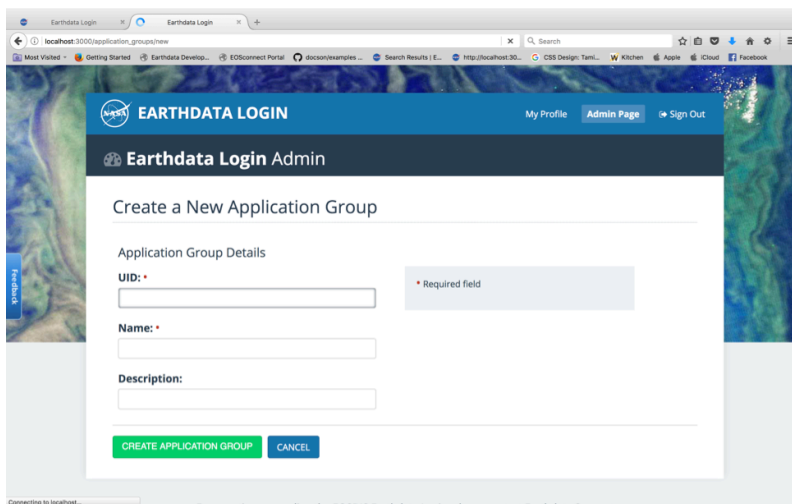 Earthdata Login
Earthdata Login
localhost:3000/application_groups/new
Search
Most Visited
Getting Started
Earthdata Develop...
EOSconnect Portal
docson/examples ...
Search Results | E...
http://localhost:30...
CSS Design: Tami...
Kitchen
Apple
iCloud
Facebook
NASA
EARTHDATA LOGIN
My Profile
Admin Page
Sign Out
Earthdata Login Admin
Create a New Application Group
Application Group Details
UID: •
• Required field
Feedback
Name: •
Description:
CREATE APPLICATION GROUP
CANCEL
Connecting to localhost...